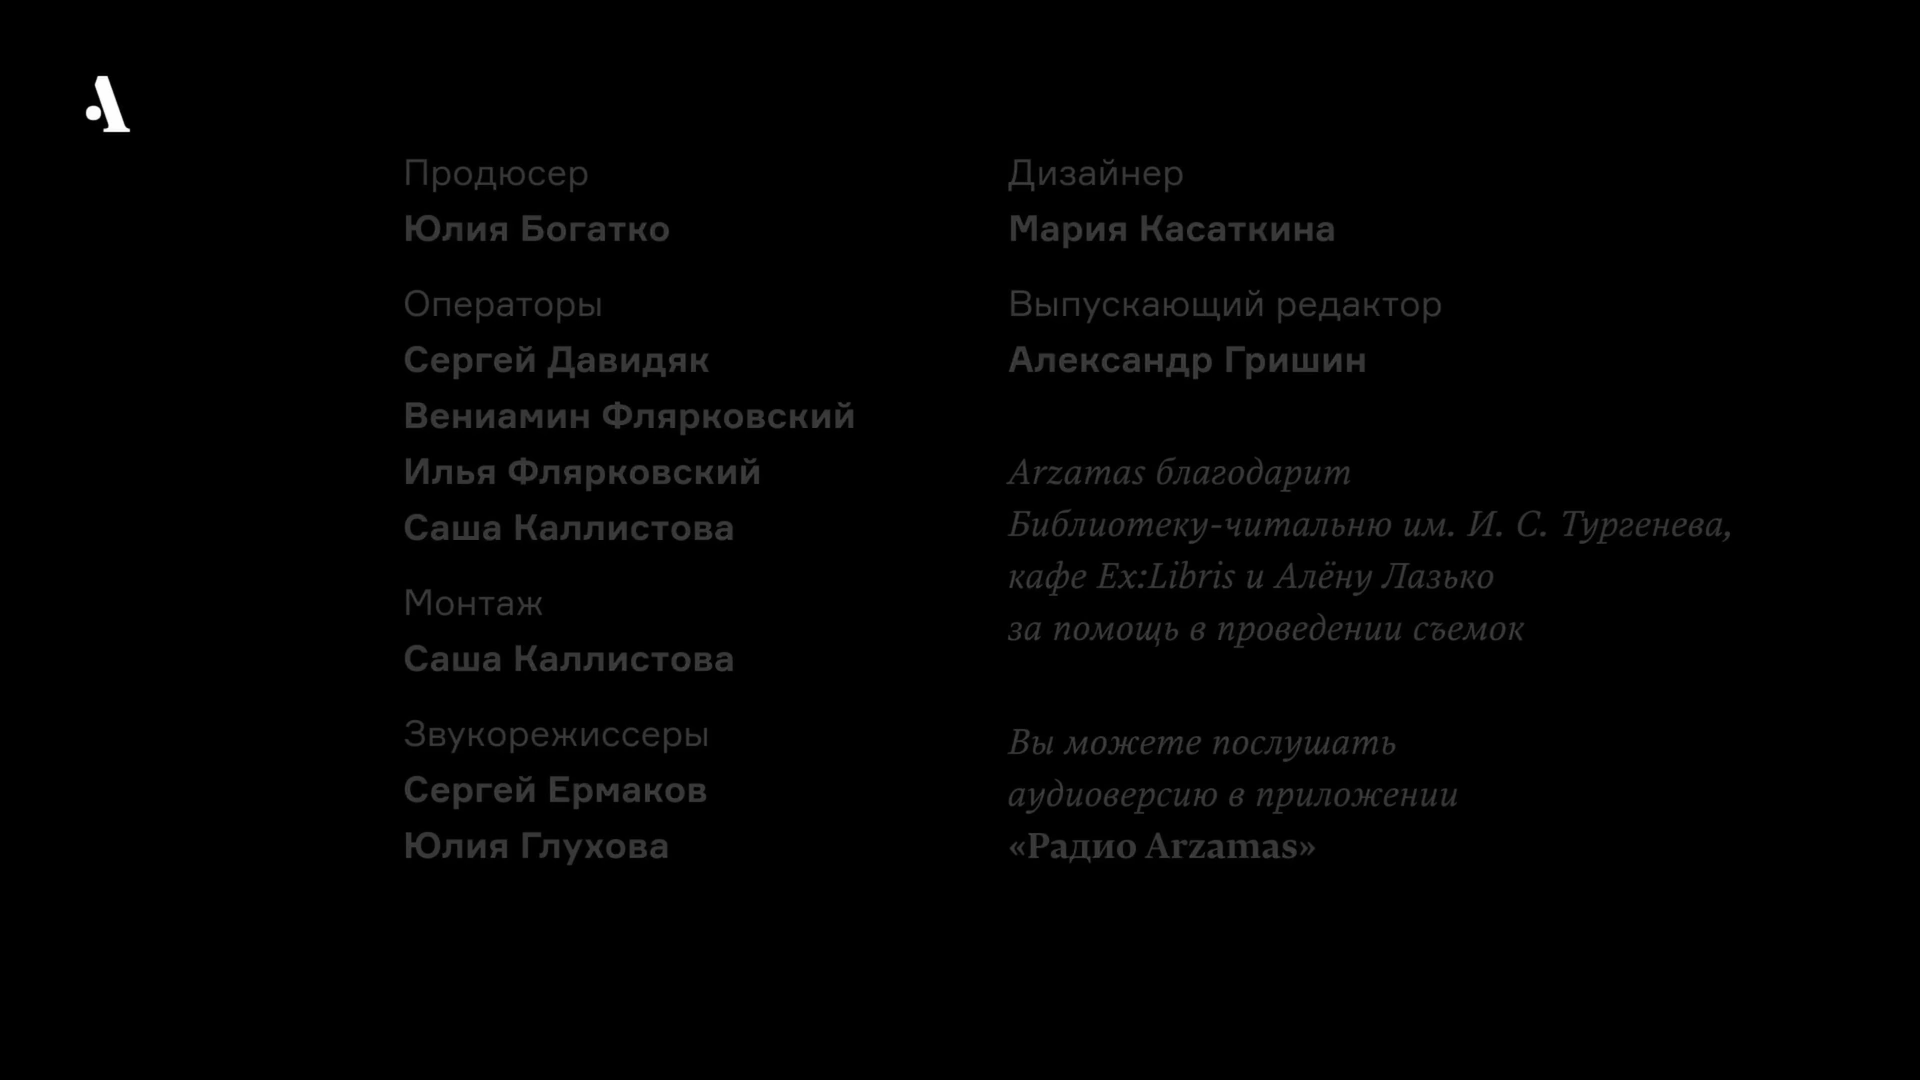 Продюсер
Юлия Богатко
Операторы
Сергей Давидяк
Вениамин Флярковский
Илья Флярковский
Саша Каллистова
Монтаж
Саша Каллистова
Звукорежиссеры
Сергей Ермаков
Юлия Глухова
Дизайнер
Мария Касаткина
Выпускающий редактор
Александр Гришин
Arzamas благодарит
Библиотеку-читальню им. И. С. Тургенева,
кафе Ex:Libris и Алёну Лазько
за помощь в проведении съемок
Вы можете послушать
аудиоверсию в приложении
«Радио Arzamas»